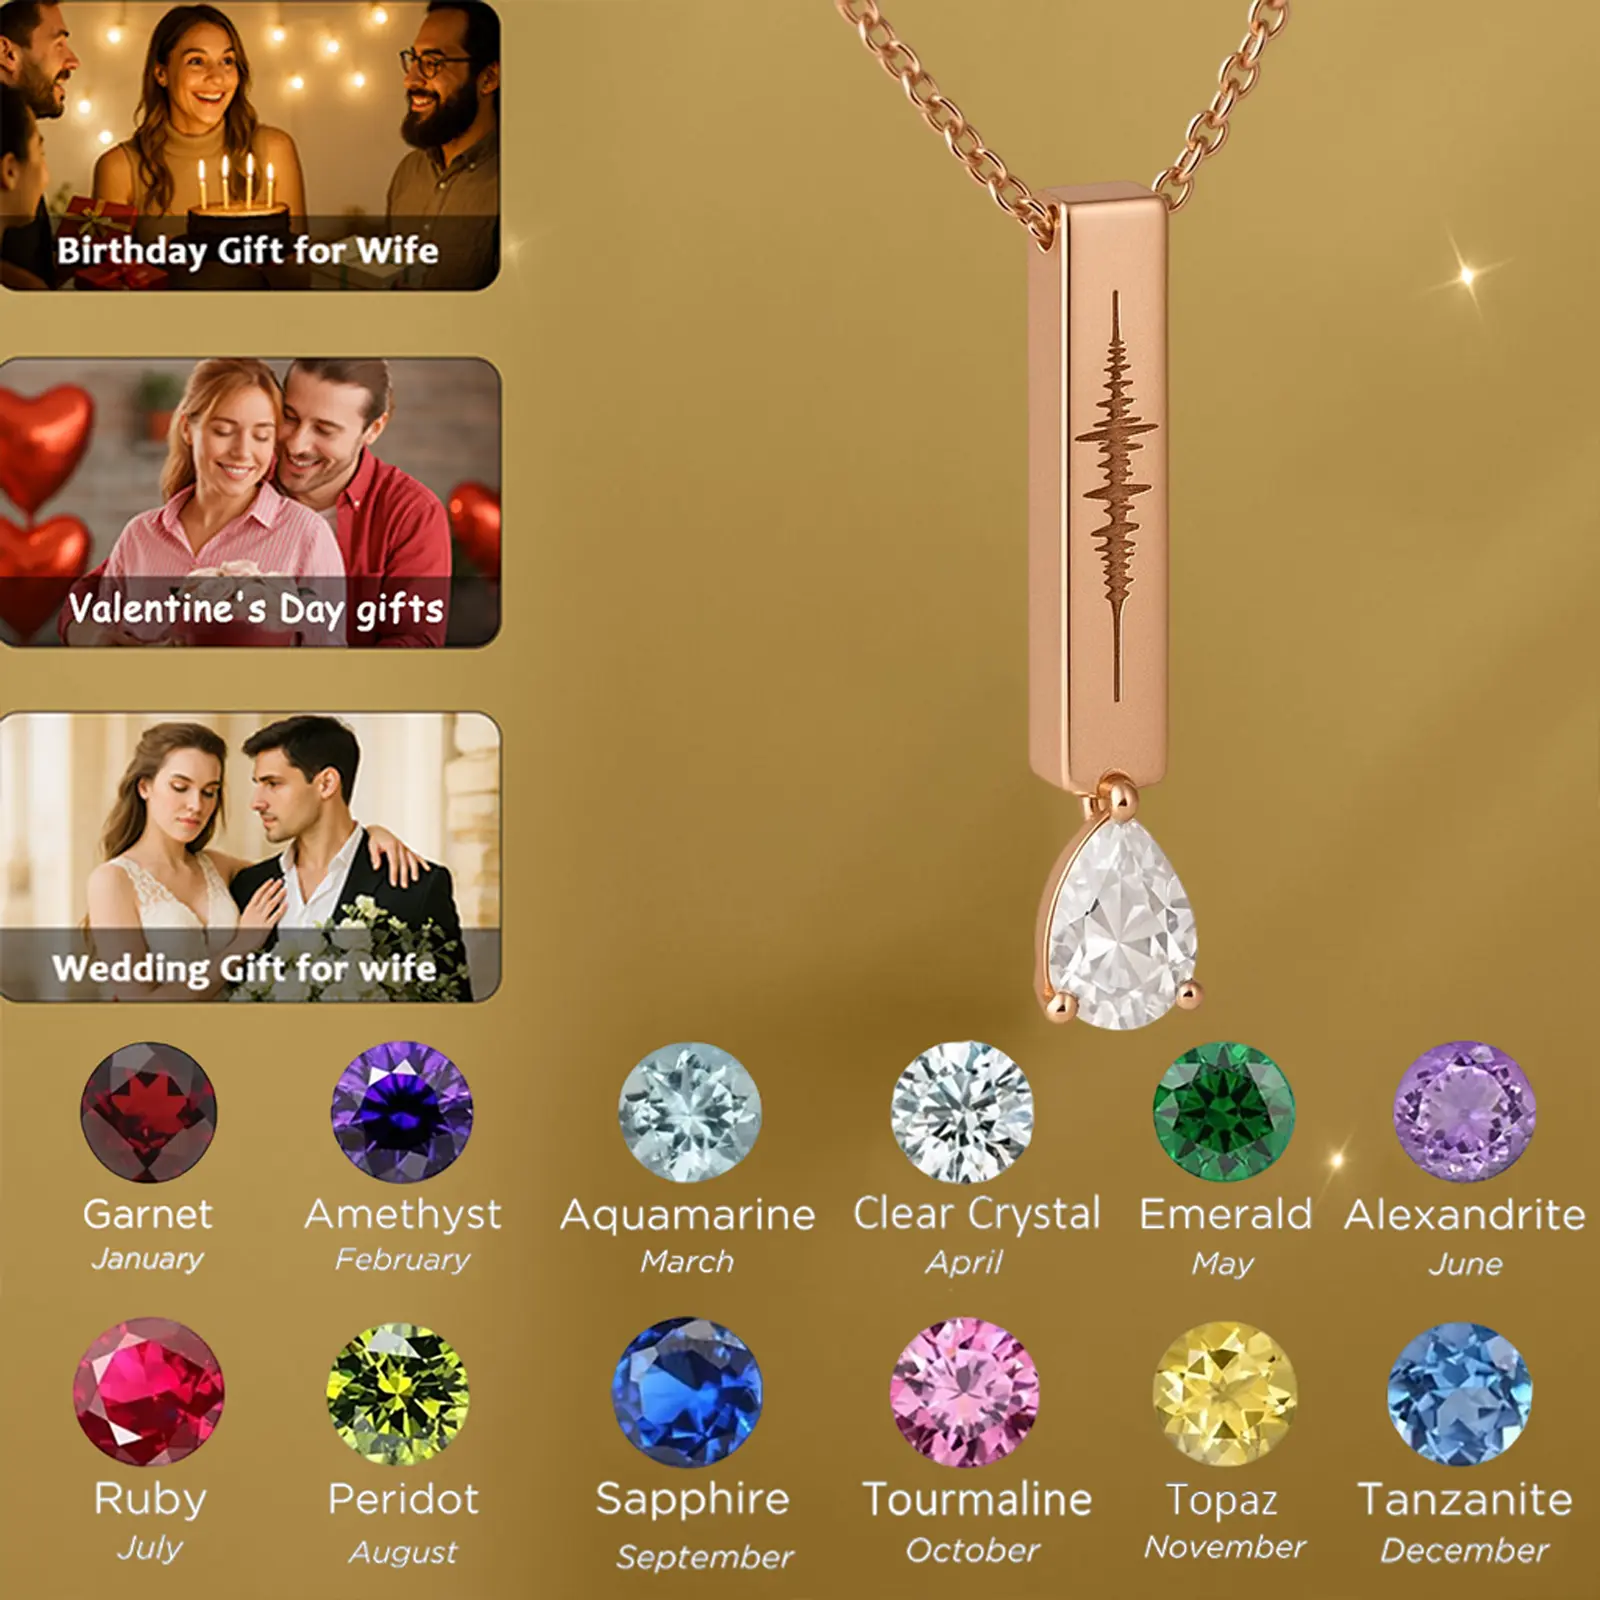 Birthday Gift for Wife
Valentine's Day gifts
Wedding Gift for wife
Garnet
January
Amethyst
February
Aquamarine
March
Clear Crystal
April
Emerald
May
Alexandrite
June
Ruby
July
Peridot
August
Sapphire
September
Tourmaline
October
Topaz
November
Tanzanite
December